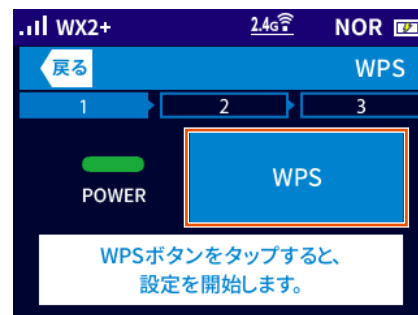 WX2+ 2.4G NOR
戻る WPS
1 2 3
POWER
WPS
WPSボタンをタップすると、
設定を開始します。